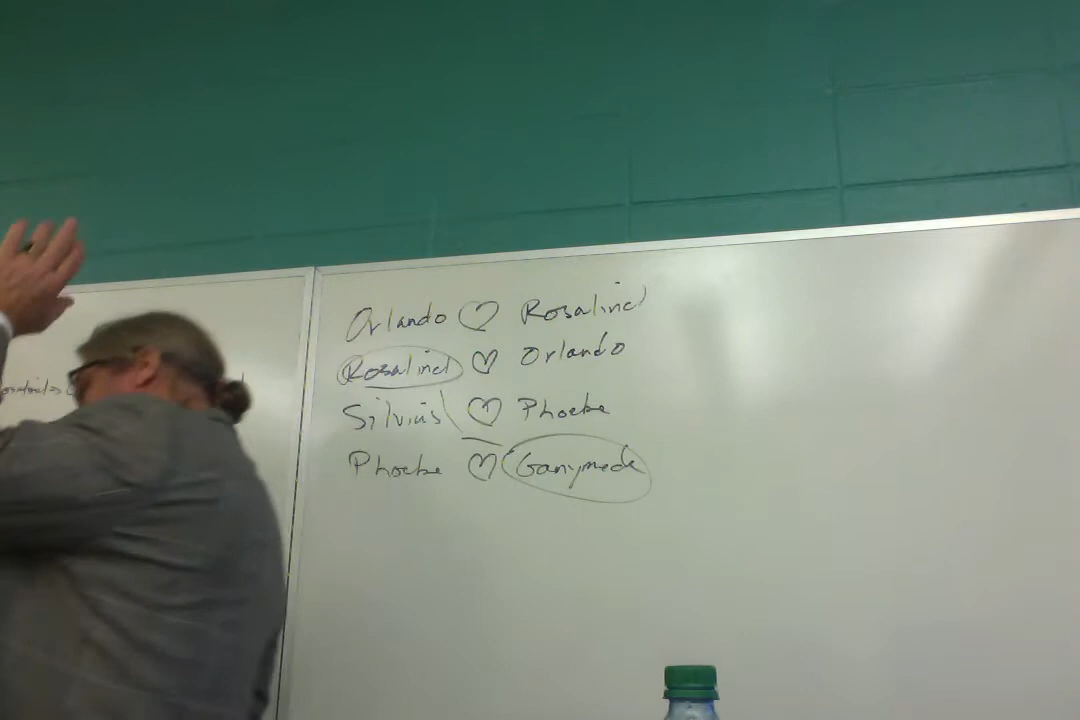 Orlando ♡ Rosalind
Rosalind ♡ Orlando
Silvius ♡ Phoebe
Phoebe ♡ Ganymede